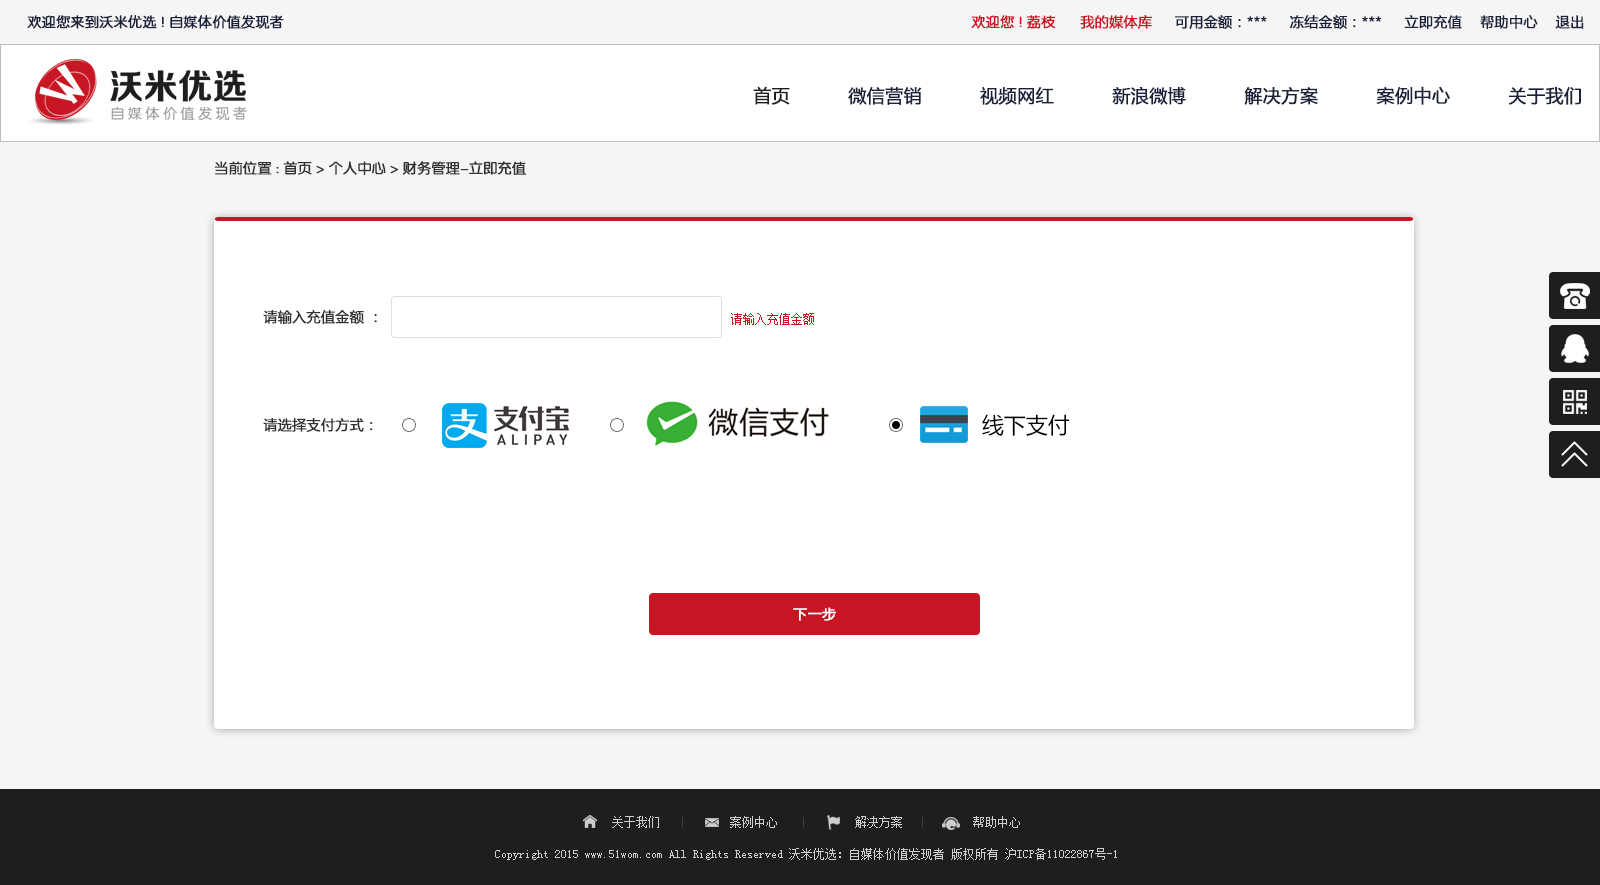 欢迎您来到沃米优选！自媒体价值发现者 欢迎您！荔枝 我的媒体库 可用金额：*** 冻结金额：*** 立即充值 帮助中心 退出
沃米优选
自媒体价值发现者
首页 微信营销 视频网红 新浪微博 解决方案 案例中心 关于我们
当前位置：首页 > 个人中心 > 财务管理-立即充值
请输入充值金额 ： 请输入充值金额
请选择支付方式： 支 支付宝 微信支付 线下支付
ALIPAY
下一步
关于我们 案例中心 解决方案 帮助中心
Copyright 2015 www.51wom.com All Rights Reserved 沃米优选：自媒体价值发现者 版权所有 沪ICP备11022867号-1